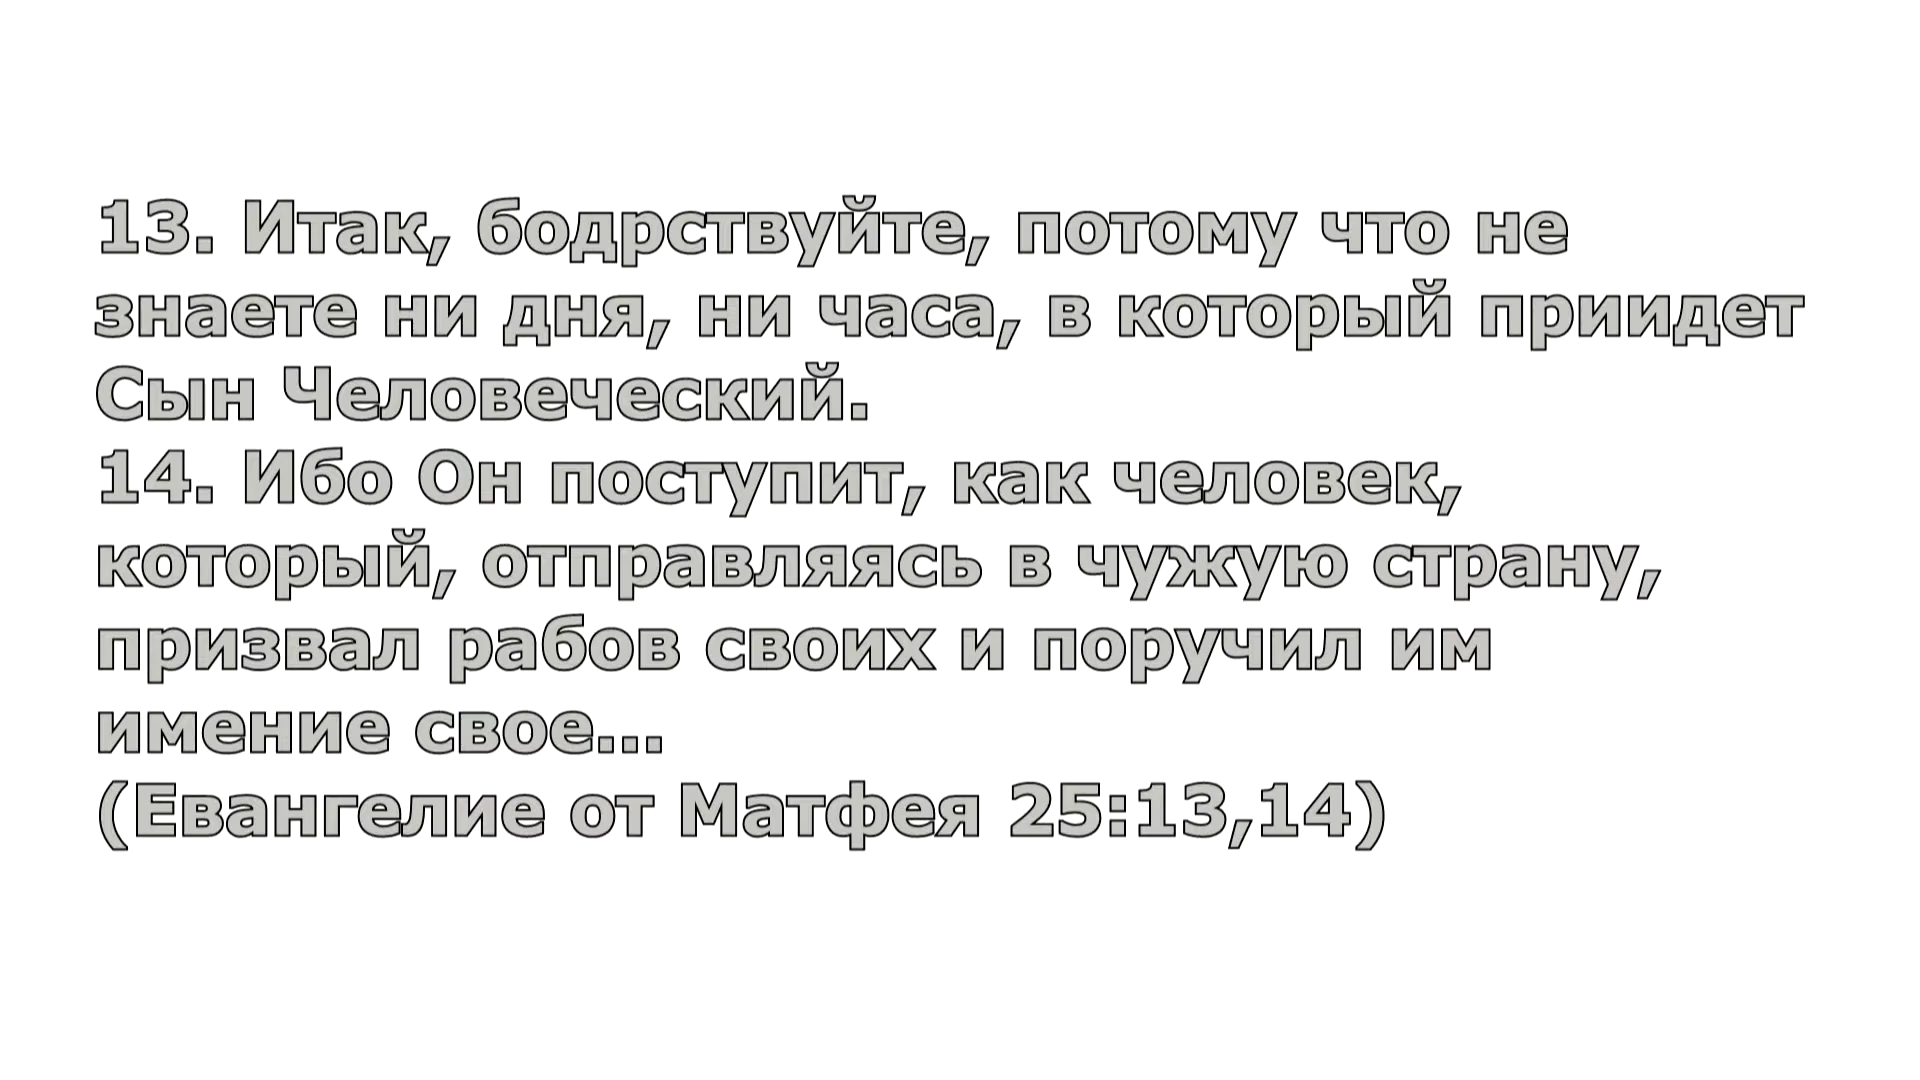 13. Итак, бодрствуйте, потому что не
знаете ни дня, ни часа, в который приидет
Сын Человеческий.
14. Ибо Он поступит, как человек,
который, отправляясь в чужую страну,
призвал рабов своих и поручил им
имение свое...
(Евангелие от Матфея 25:13,14)